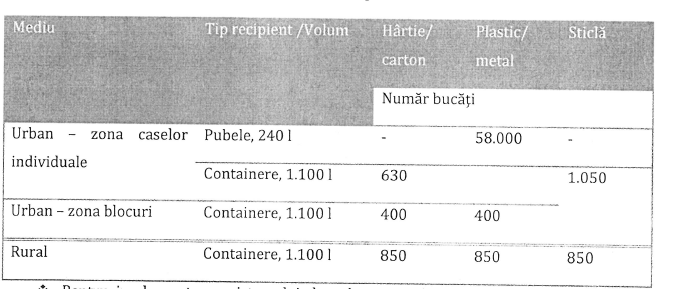 Mediu Tip recipient /Volum Hârtie/ Plastic/ Sticlă
carton metal
Număr bucăți
Urban – zona caselor Pubele, 240 l - 58.000 -
individuale
Containere, 1.100 l 630 1.050
Urban – zona blocuri Containere, 1.100 l 400 400
Rural Containere, 1.100 l 850 850 850